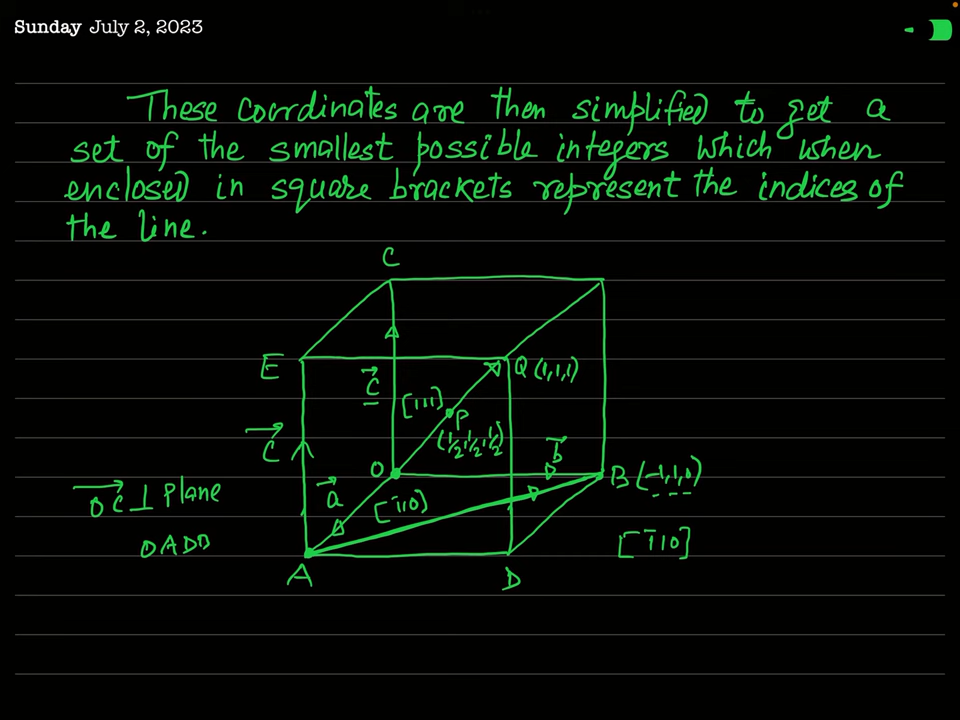 Sunday July 2, 2023
These coordinates are then simplified to get a
set of the smallest possible integers which when
enclosed in square brackets represent the indices of
the line.
C
E
Q (1,1,1)
c⃗
[111]
P
(1/2,1/2,1/2)
c⃗
b⃗
O
B (-1,1,0)
a⃗
[1̄10]
OC⃗ ⊥ Plane
OADB
[1̄10]
A
D